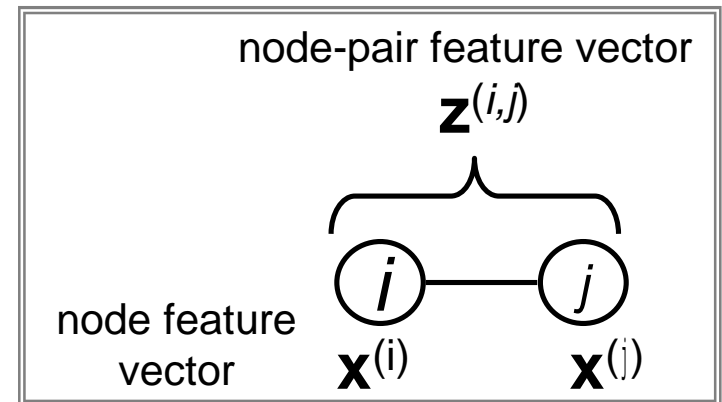 node-pair feature vector
z(i,j)
i j
node feature
vector
x(i) x(j)